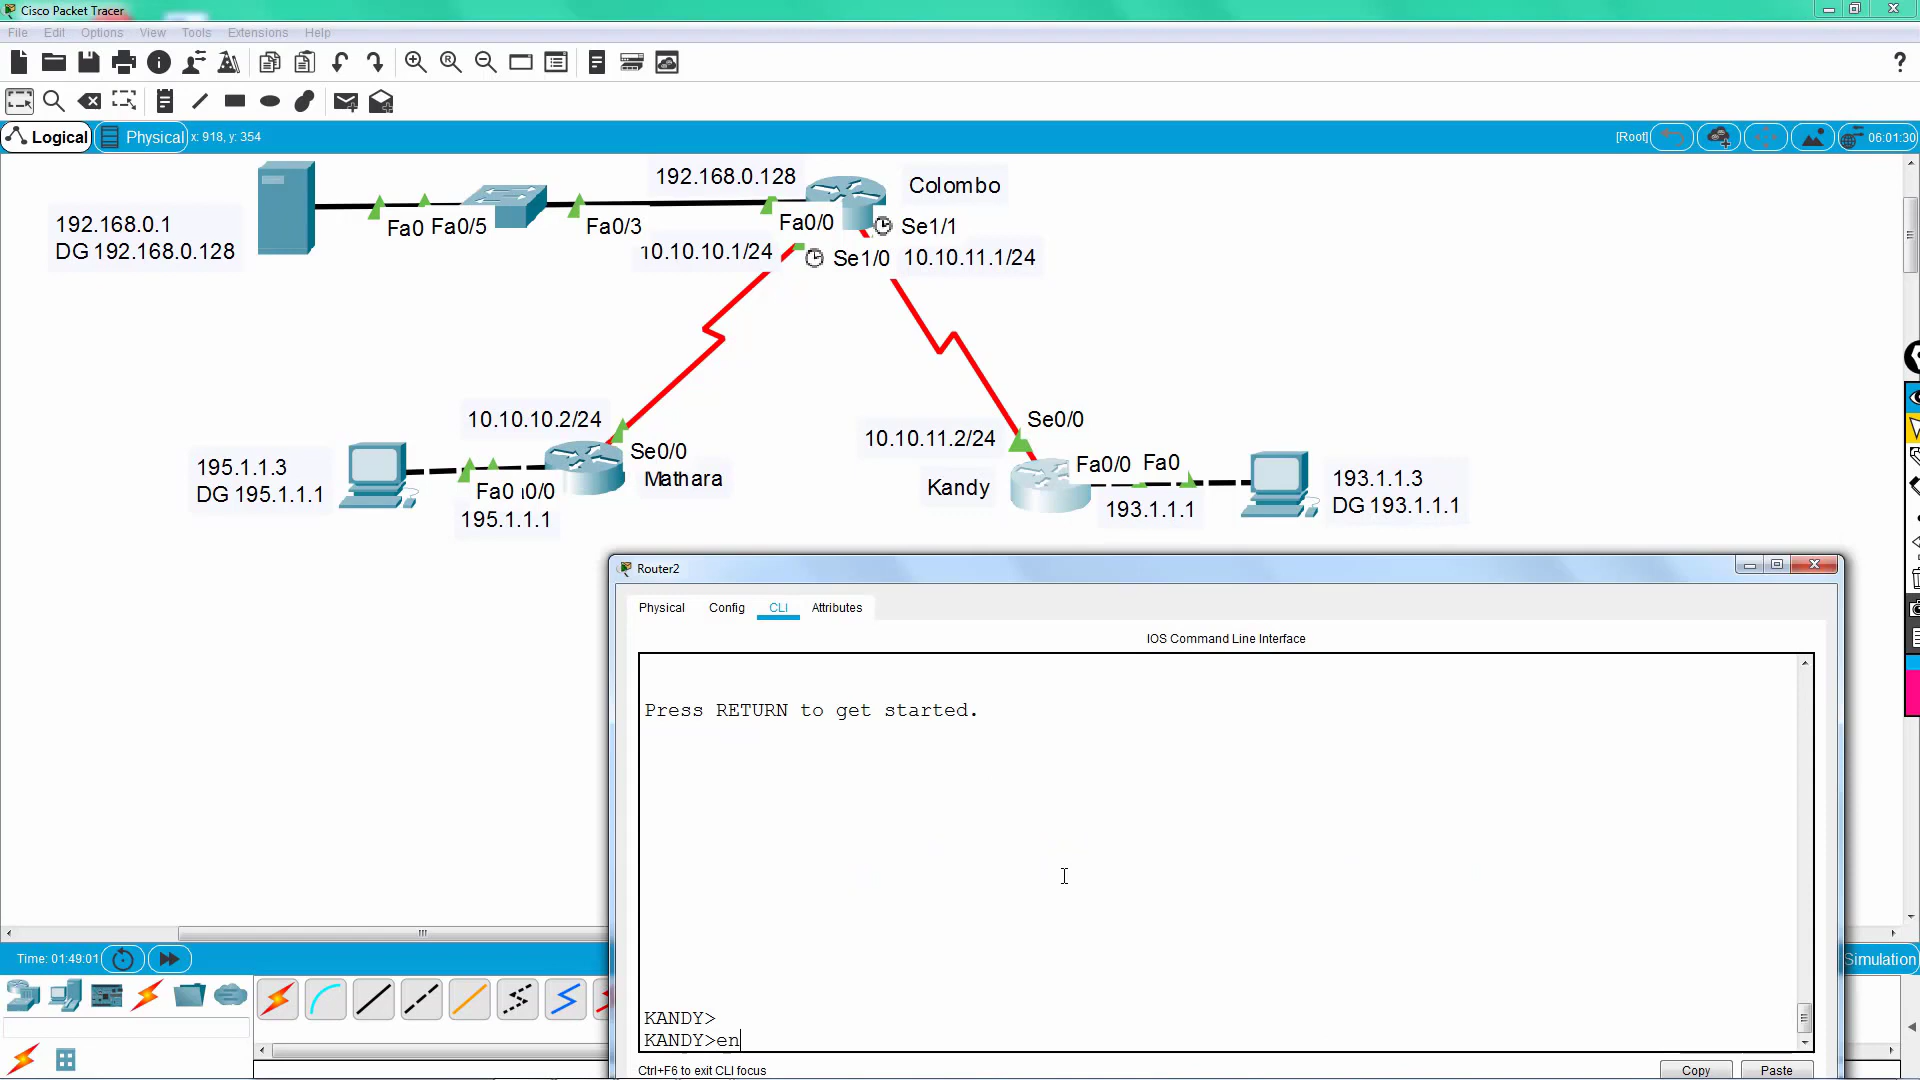 Cisco Packet Tracer
File Edit Options View Tools Extensions Help
Logical Physical x: 918, y: 354 [Root] 06:01:30
192.168.0.1
DG 192.168.0.128
Fa0
Fa0/5
Fa0/3
192.168.0.128
Fa0/0
Colombo
Se1/1
10.10.10.1/24
Se1/0
10.10.11.1/24
10.10.10.2/24
Se0/0
Mathara
195.1.1.3
DG 195.1.1.1
Fa0
0/0
195.1.1.1
Se0/0
10.10.11.2/24
Kandy
Fa0/0
Fa0
193.1.1.1
193.1.1.3
DG 193.1.1.1
Router2
Physical Config CLI Attributes
IOS Command Line Interface
Press RETURN to get started.
KANDY>
KANDY>en
Ctrl+F6 to exit CLI focus
Copy
Paste
Time: 01:49:01
Simulation